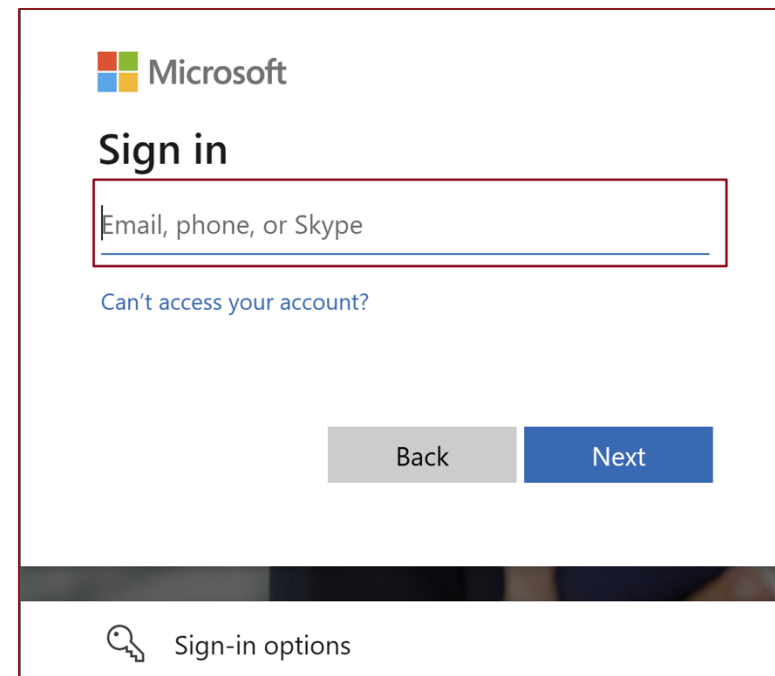 Microsoft
Sign in
Email, phone, or Skype
Can't access your account?
Back
Next
Sign-in options